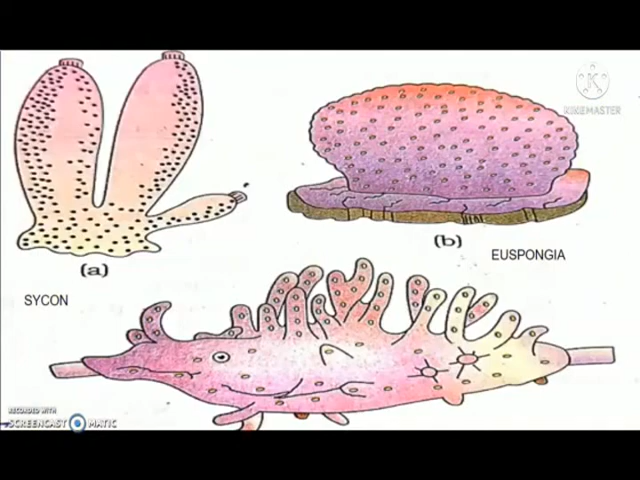 KINEMASTER
(a)
(b)
EUSPONGIA
SYCON
RECORDED WITH
SCREENCAST MATIC